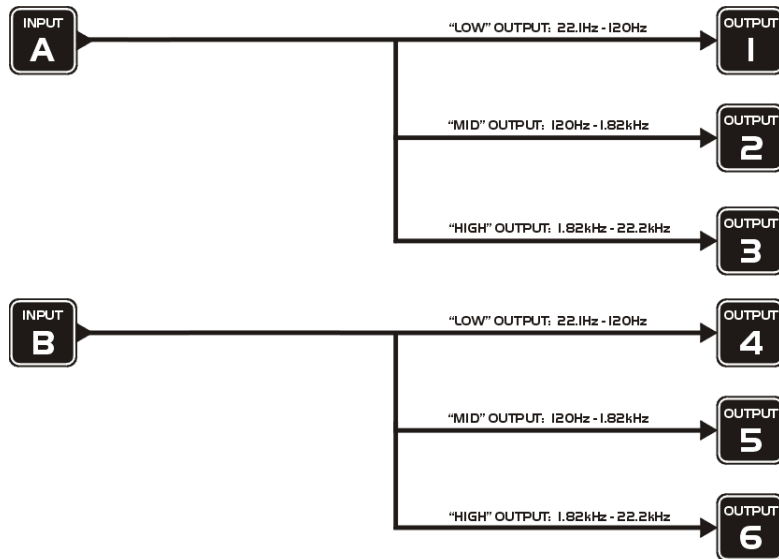 INPUT
A
“LOW” OUTPUT: 22.1Hz - 120Hz
OUTPUT
1
“MID” OUTPUT: 120Hz - 1.82kHz
OUTPUT
2
“HIGH” OUTPUT: 1.82kHz - 22.2kHz
OUTPUT
3
INPUT
B
“LOW” OUTPUT: 22.1Hz - 120Hz
OUTPUT
4
“MID” OUTPUT: 120Hz - 1.82kHz
OUTPUT
5
“HIGH” OUTPUT: 1.82kHz - 22.2kHz
OUTPUT
6